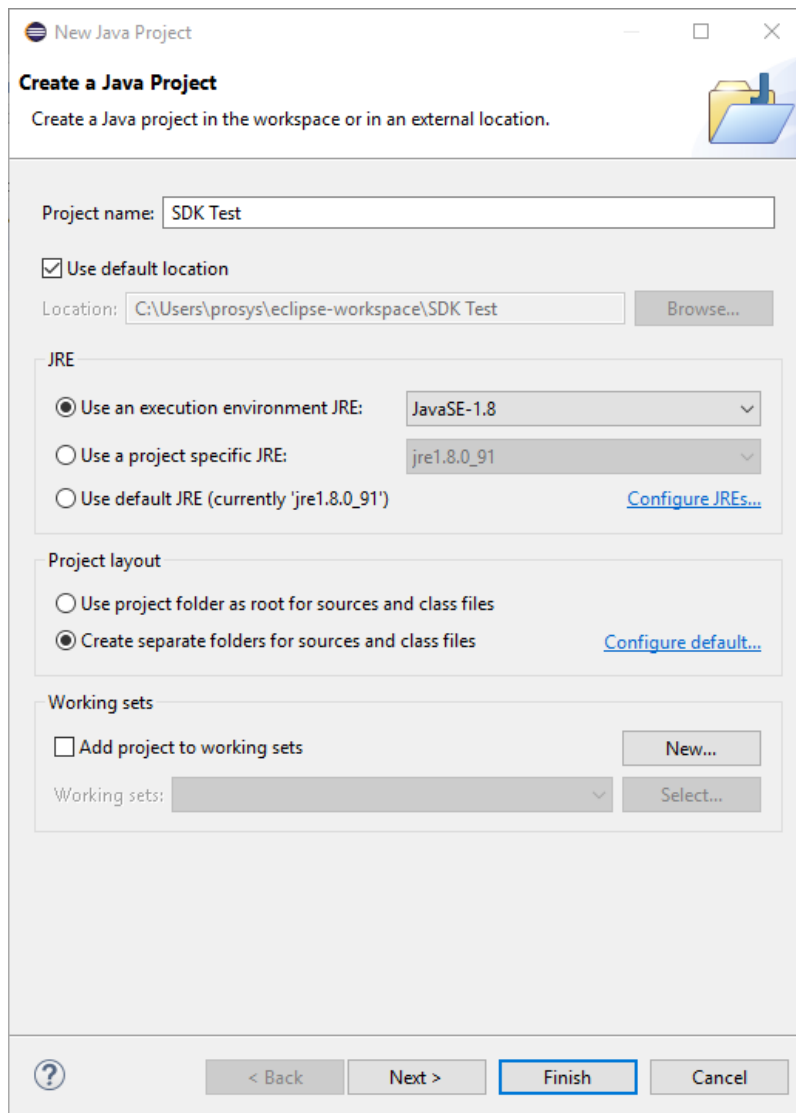 New Java Project
Create a Java Project
Create a Java project in the workspace or in an external location.
Project name: SDK Test
Use default location
Location: C:\Users\prosys\eclipse-workspace\SDK Test Browse...
JRE
Use an execution environment JRE: JavaSE-1.8
Use a project specific JRE: jre1.8.0_91
Use default JRE (currently 'jre1.8.0_91') Configure JREs...
Project layout
Use project folder as root for sources and class files
Create separate folders for sources and class files Configure default...
Working sets
Add project to working sets New...
Working sets: Select...
? < Back Next > Finish Cancel